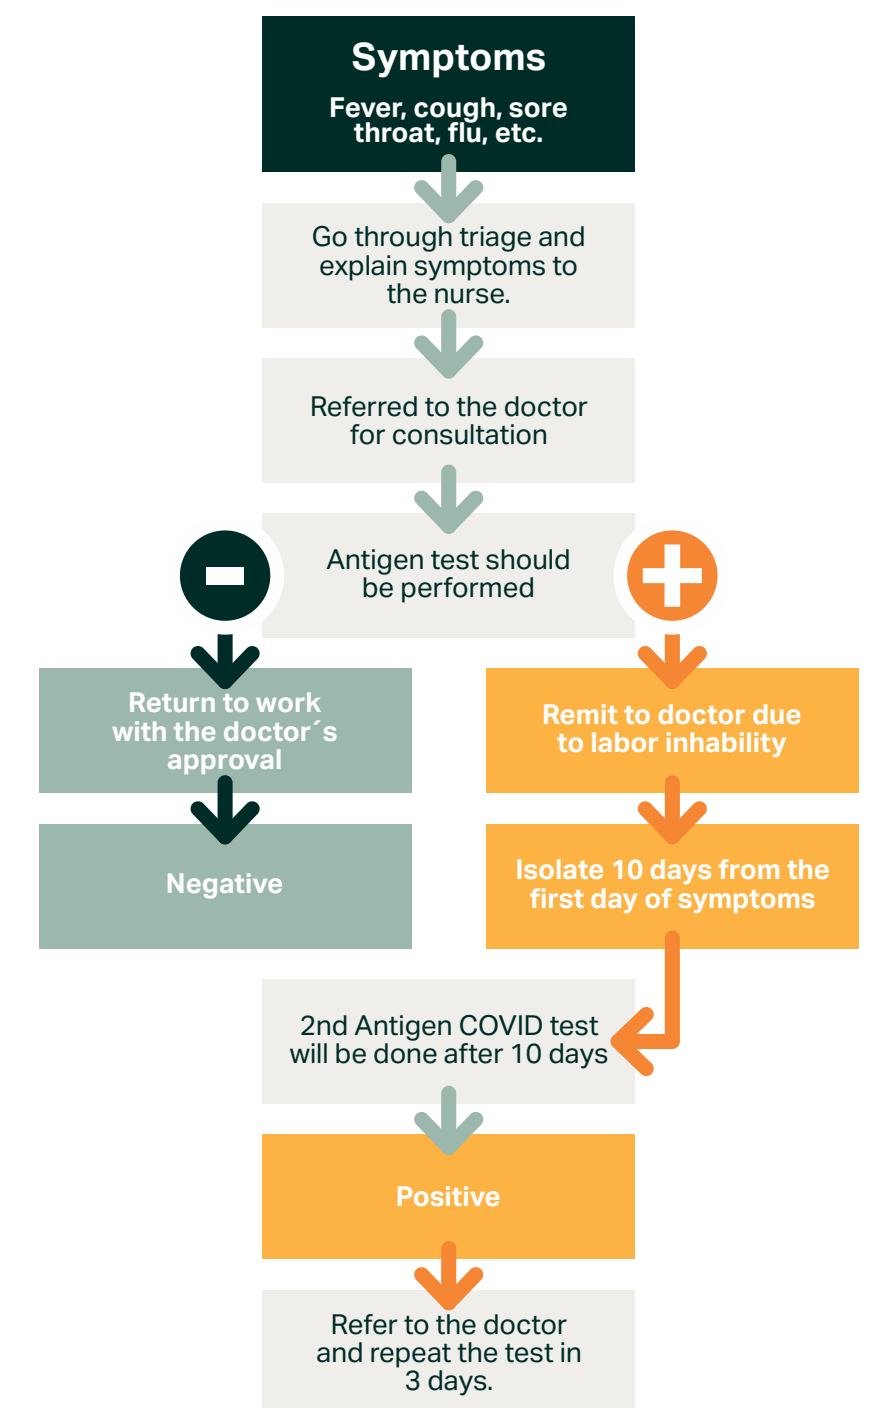 Symptoms
Fever, cough, sore
throat, flu, etc.
Go through triage and
explain symptoms to
the nurse.
Referred to the doctor
for consultation
Antigen test should
be performed
Return to work
with the doctor´s
approval
Remit to doctor due
to labor inhability
Negative
Isolate 10 days from the
first day of symptoms
2nd Antigen COVID test
will be done after 10 days
Positive
Refer to the doctor
and repeat the test in
3 days.